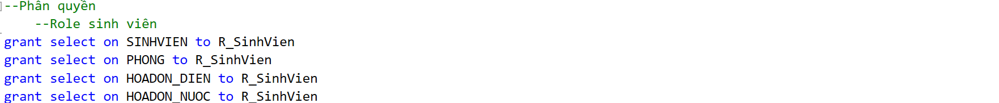 --Phân quyền
--Role sinh viên
grant select on SINHVIEN to R_SinhVien
grant select on PHONG to R_SinhVien
grant select on HOADON_DIEN to R_SinhVien
grant select on HOADON_NUOC to R_SinhVien